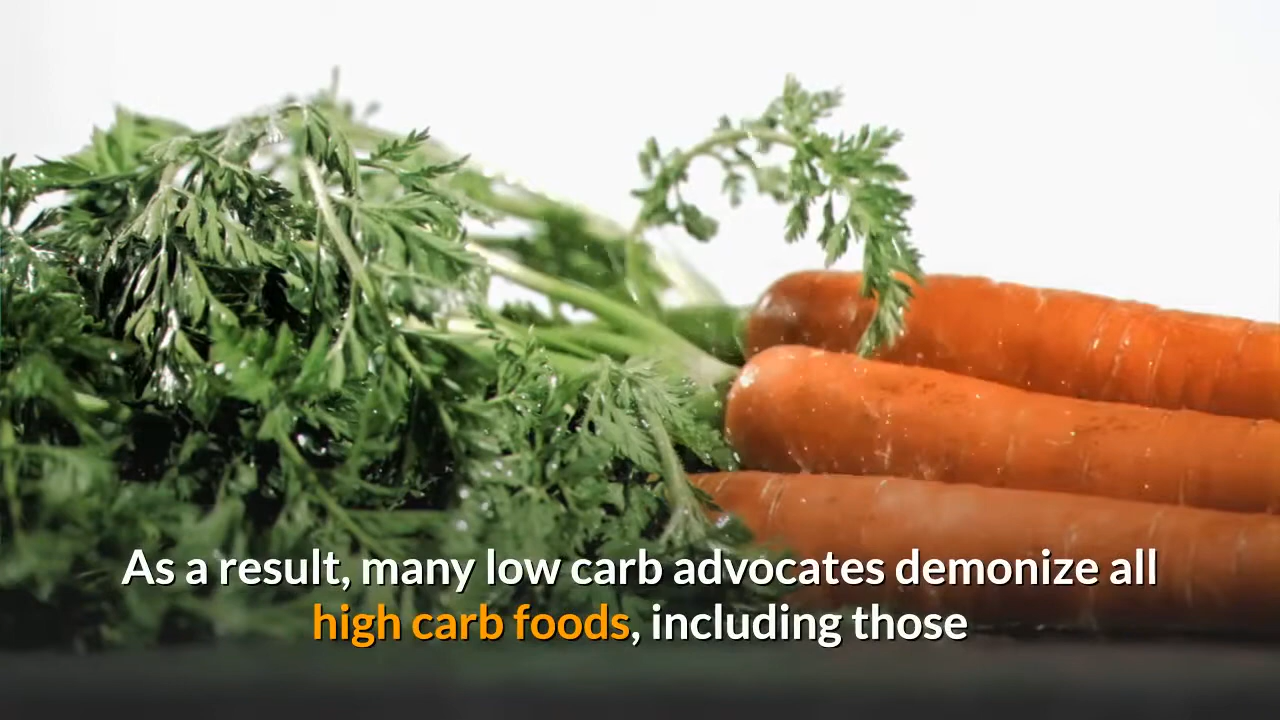 As a result, many low carb advocates demonize all
high carb foods, including those